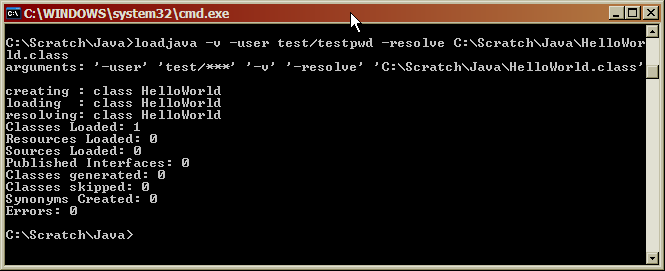 C:\WINDOWS\system32\cmd.exe
C:\Scratch\Java>loadjava -v -user test/testpwd -resolve C:\Scratch\Java\HelloWor
ld.class
arguments: '-user' 'test/***' '-v' '-resolve' 'C:\Scratch\Java\HelloWorld.class'
creating : class HelloWorld
loading  : class HelloWorld
resolving: class HelloWorld
Classes Loaded: 1
Resources Loaded: 0
Sources Loaded: 0
Published Interfaces: 0
Classes generated: 0
Classes skipped: 0
Synonyms Created: 0
Errors: 0
C:\Scratch\Java>